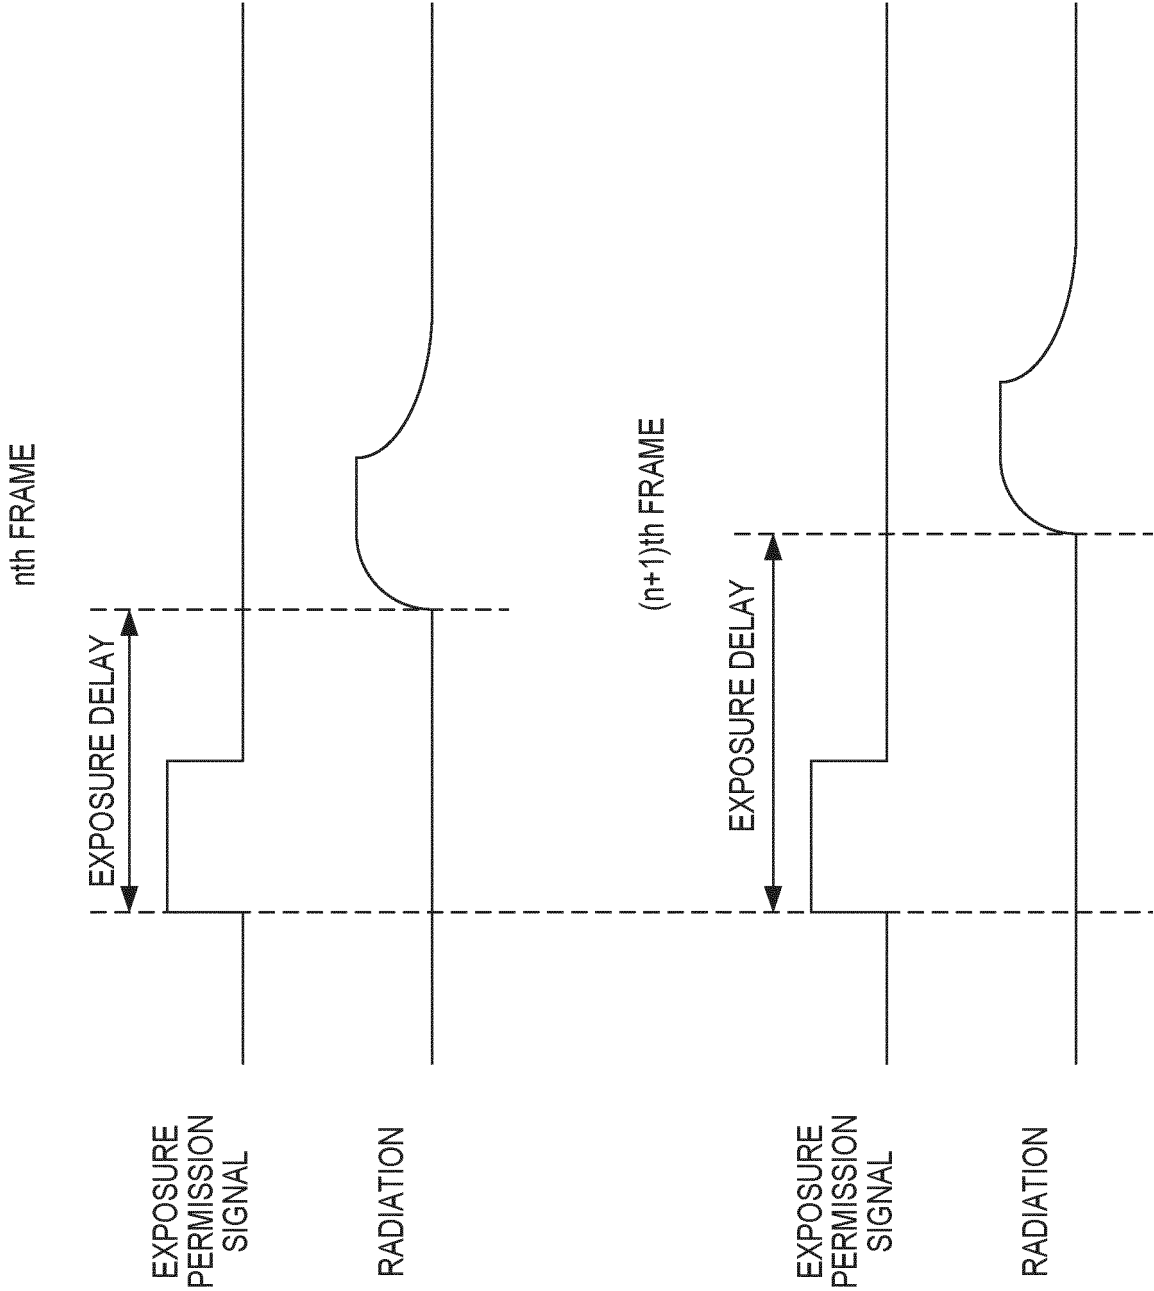 nth FRAME
EXPOSURE DELAY
EXPOSURE
PERMISSION
SIGNAL
RADIATION
(n+1)th FRAME
EXPOSURE DELAY
EXPOSURE
PERMISSION
SIGNAL
RADIATION